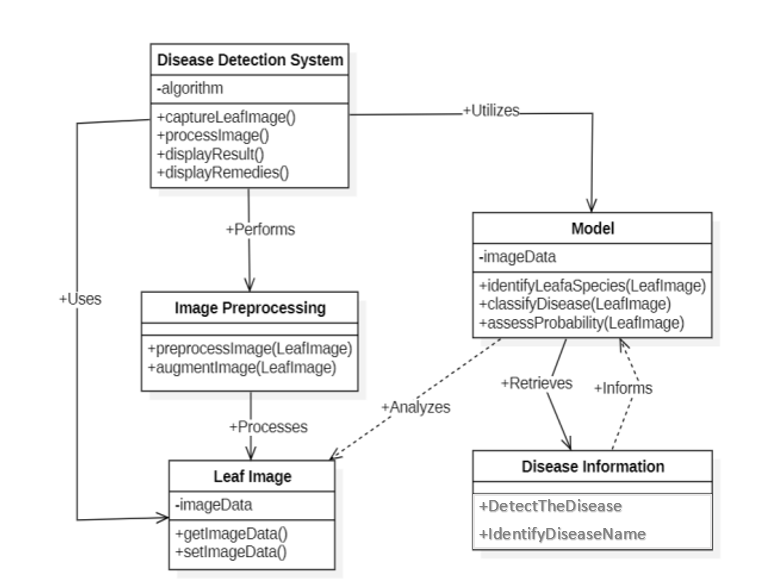 Disease Detection System
-algorithm
+captureLeafImage()
+processImage()
+displayResult()
+displayRemedies()
+Utilizes
+Performs
+Uses
Model
-imageData
+identifyLeafaSpecies(LeafImage)
+classifyDisease(LeafImage)
+assessProbability(LeafImage)
Image Preprocessing
+preprocessImage(LeafImage)
+augmentImage(LeafImage)
+Retrieves
+Informs
+Analyzes
+Processes
Leaf Image
-imageData
+getImageData()
+setImageData()
Disease Information
+DetectTheDisease
+IdentifyDiseaseName